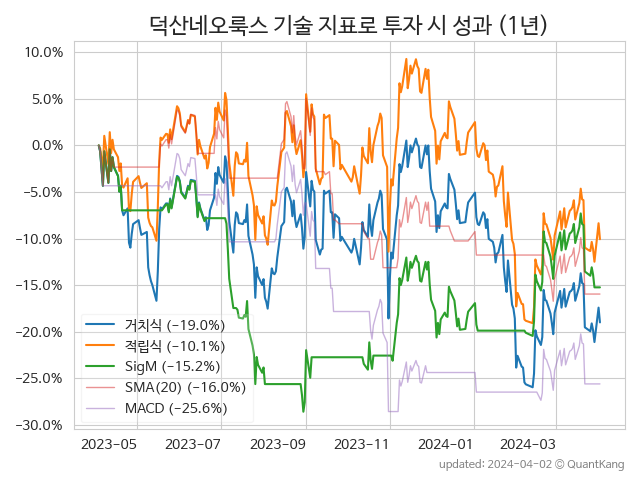 덕산네오룩스 기술 지표로 투자 시 성과 (1년)
10.0%
5.0%
0.0%
−5.0%
−10.0%
−15.0%
−20.0%
−25.0%
−30.0%
거치식 (−19.0%)
적립식 (−10.1%)
SigM (−15.2%)
SMA(20) (−16.0%)
MACD (−25.6%)
2023-05 2023-07 2023-09 2023-11 2024-01 2024-03
updated: 2024-04-02 © QuantKang